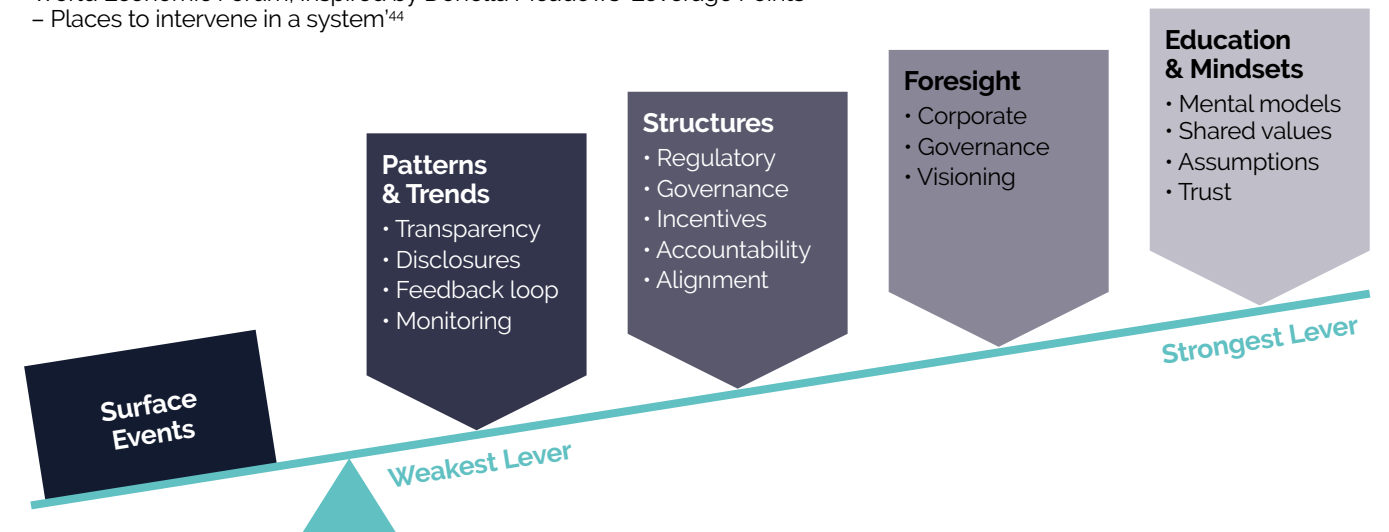 – Places to intervene in a system’⁴⁴
Education
& Mindsets
• Mental models
• Shared values
• Assumptions
• Trust
Foresight
• Corporate
• Governance
• Visioning
Structures
• Regulatory
• Governance
• Incentives
• Accountability
• Alignment
Patterns
& Trends
• Transparency
• Disclosures
• Feedback loop
• Monitoring
Surface
Events
Weakest Lever
Strongest Lever